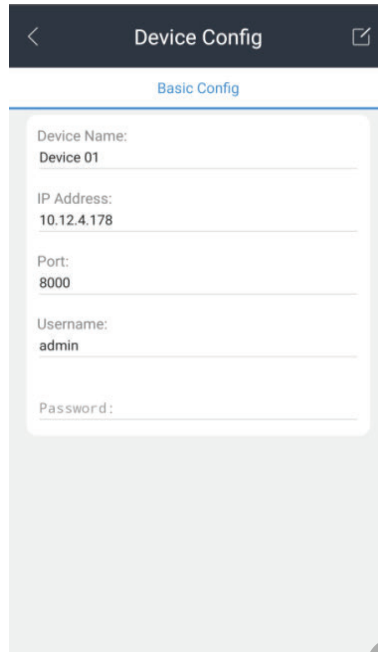 Device Config
Basic Config
Device Name:
Device 01
IP Address:
10.12.4.178
Port:
8000
Username:
admin
Password: